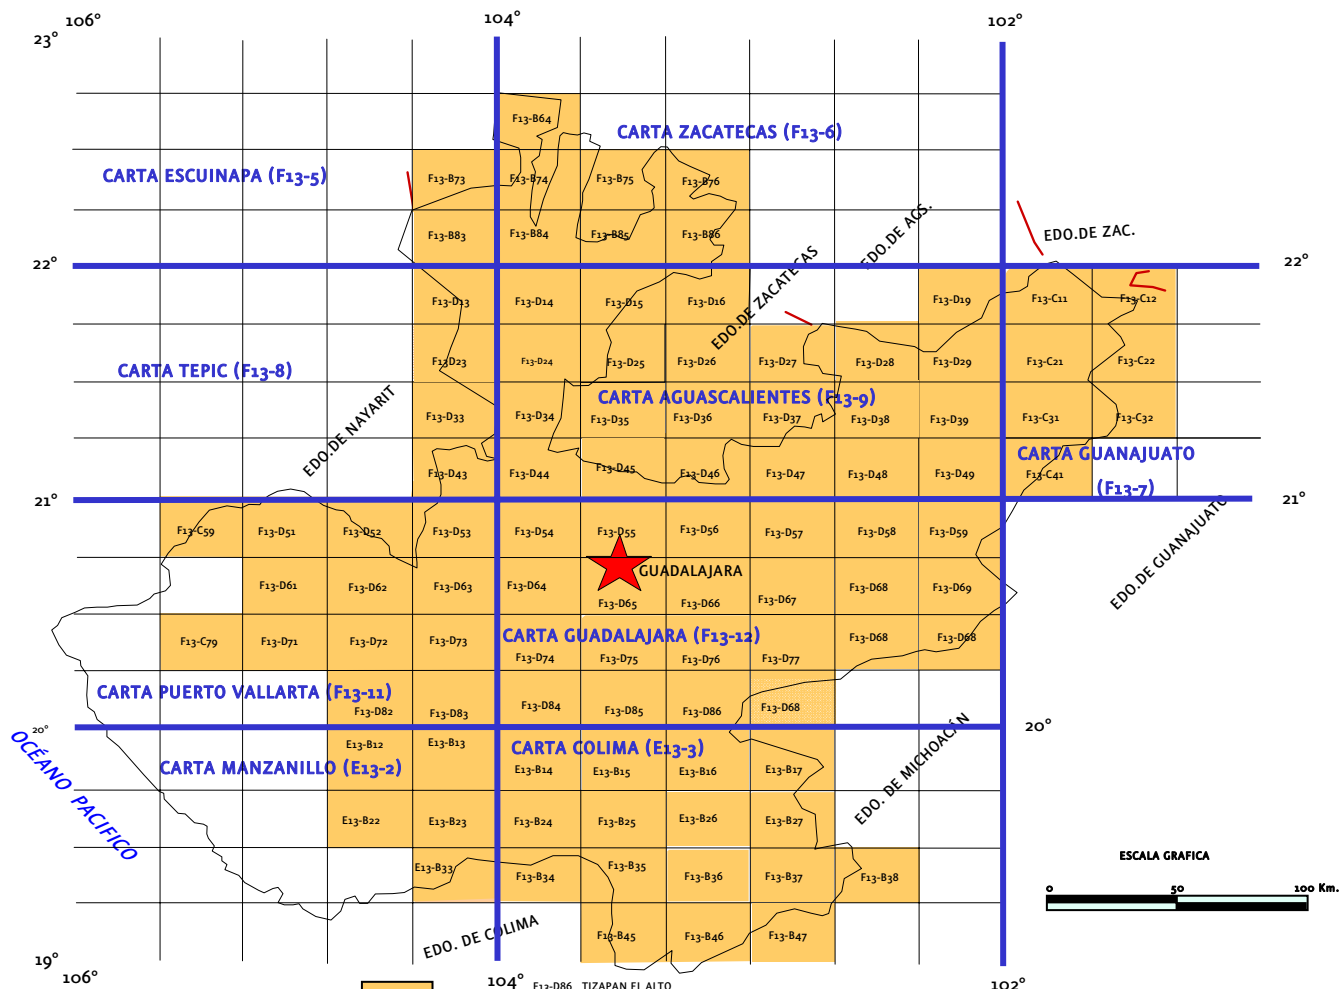 106° 104° 102°
23°
F13-B64
CARTA ZACATECAS (F13-6)
CARTA ESCUINAPA (F13-5)
F13-B73 F13-B74 F13-B75 F13-B76
EDO.DE AGS.
EDO.DE ZAC.
F13-B83 F13-B84 F13-B85 F13-B86
22° 22°
EDO.DE ZACATECAS
F13-D13 F13-D14 F13-D15 F13-D16 F13-D19 F13-C11 F13-C12
CARTA TEPIC (F13-8)
F13-D23 F13-D24 F13-D25 F13-D26 F13-D27 F13-D28 F13-D29 F13-C21 F13-C22
CARTA AGUASCALIENTES (F13-9)
EDO.DE NAYARIT
F13-D33 F13-D34 F13-D35 F13-D36 F13-D37 F13-D38 F13-D39 F13-C31 F13-C32
CARTA GUANAJUATO
(F13-7)
F13-D43 F13-D44 F13-D45 F13-D46 F13-D47 F13-D48 F13-D49 F13-C41
21° 21°
EDO.DE GUANAJUATO
F13-C59 F13-D51 F13-D52 F13-D53 F13-D54 F13-D55 F13-D56 F13-D57 F13-D58 F13-D59
GUADALAJARA
F13-D61 F13-D62 F13-D63 F13-D64 F13-D65 F13-D66 F13-D67 F13-D68 F13-D69
CARTA GUADALAJARA (F13-12)
F13-C79 F13-D71 F13-D72 F13-D73 F13-D74 F13-D75 F13-D76 F13-D77 F13-D68 F13-D68
CARTA PUERTO VALLARTA (F13-11)
F13-D82 F13-D83 F13-D84 F13-D85 F13-D86 F13-D68
20° 20°
OCÉANO PACIFICO
CARTA COLIMA (E13-3)
CARTA MANZANILLO (E13-2)
EDO. DE MICHOACÁN
E13-B12 E13-B13 E13-B14 E13-B15 E13-B16 E13-B17
E13-B22 E13-B23 F13-B24 F13-B25 E13-B26 E13-B27
E13-B33 F13-B34 F13-B35 F13-B36 F13-B37 F13-B38
ESCALA GRAFICA
0 50 100 Km.
EDO. DE COLIMA
F13-B45 F13-B46 F13-B47
19°
106° 104° 102°
F13-D86 TIZAPAN EL ALTO